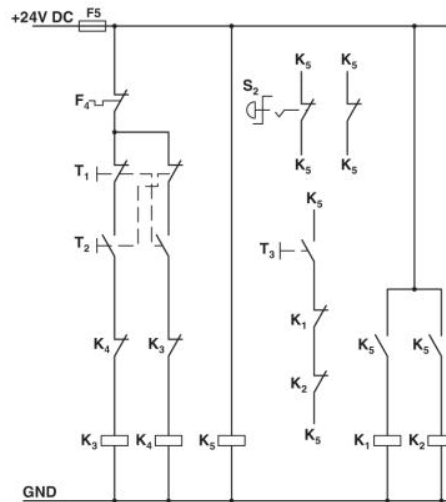 +24V DC F5
F4
K5 K5
S2
K5 K5
T1
K5
T2
T3
K4 K3 K1 K5 K5
K2
K5
K3 K4 K5 K1 K2
GND